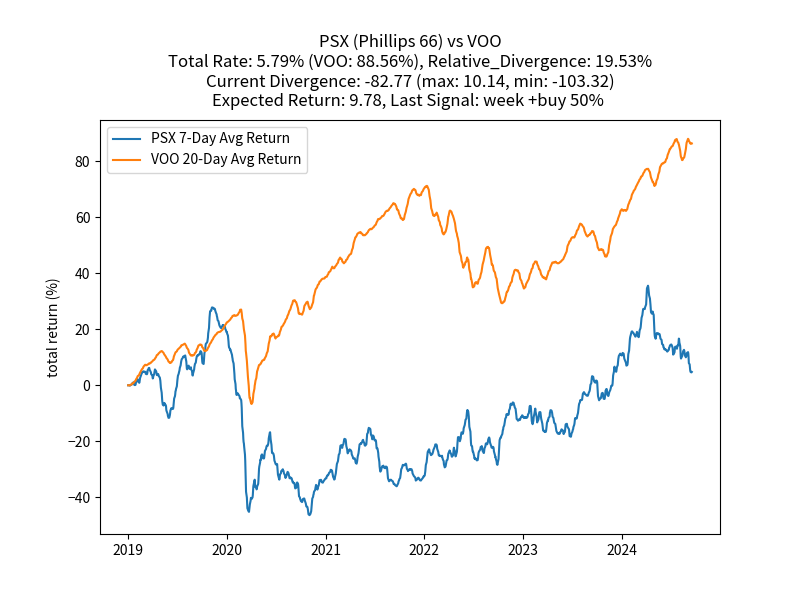 PSX (Phillips 66) vs VOO
Total Rate: 5.79% (VOO: 88.56%), Relative_Divergence: 19.53%
Current Divergence: -82.77 (max: 10.14, min: -103.32)
Expected Return: 9.78, Last Signal: week +buy 50%
PSX 7-Day Avg Return
VOO 20-Day Avg Return
total return (%)
80
60
40
20
0
−20
−40
2019 2020 2021 2022 2023 2024